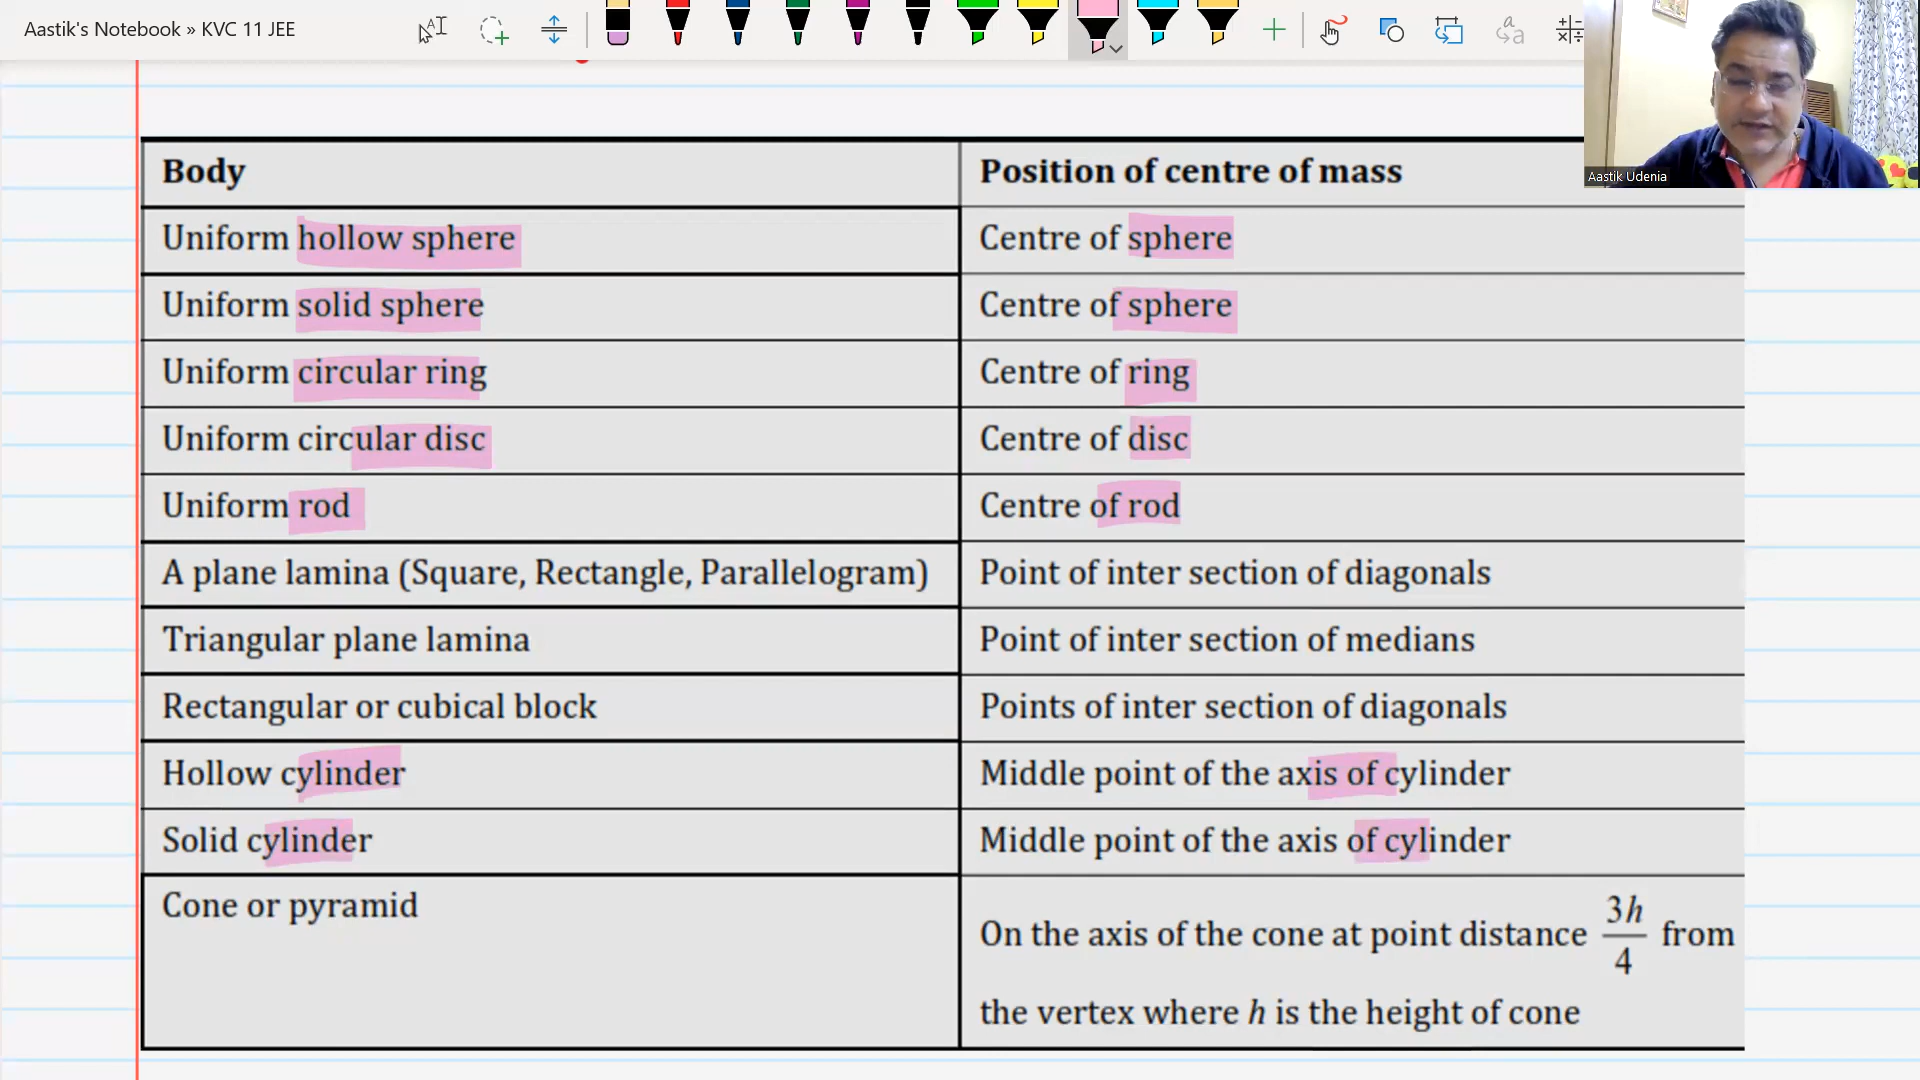 Aastik's Notebook » KVC 11 JEE
Aastik Udenia
Body Position of centre of mass
Uniform hollow sphere Centre of sphere
Uniform solid sphere Centre of sphere
Uniform circular ring Centre of ring
Uniform circular disc Centre of disc
Uniform rod Centre of rod
A plane lamina (Square, Rectangle, Parallelogram) Point of inter section of diagonals
Triangular plane lamina Point of inter section of medians
Rectangular or cubical block Points of inter section of diagonals
Hollow cylinder Middle point of the axis of cylinder
Solid cylinder Middle point of the axis of cylinder
Cone or pyramid On the axis of the cone at point distance 3h/4 from
the vertex where h is the height of cone